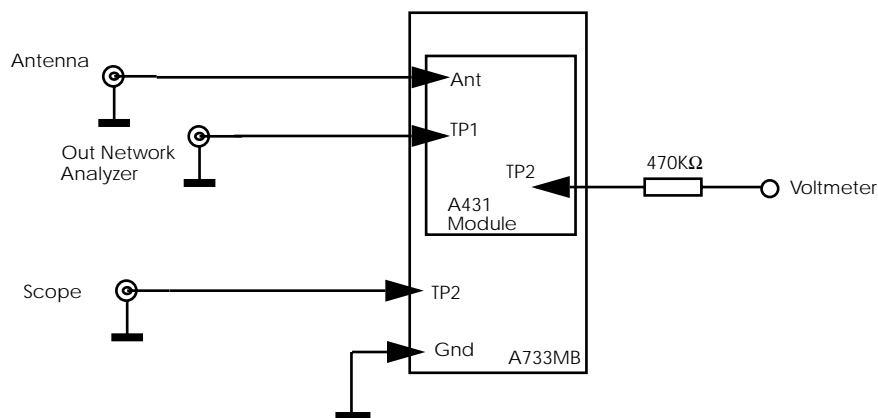 Antenna
Ant
Out Network
Analyzer
TP1
TP2
470KΩ
Voltmeter
A431
Module
Scope
TP2
Gnd
A733MB